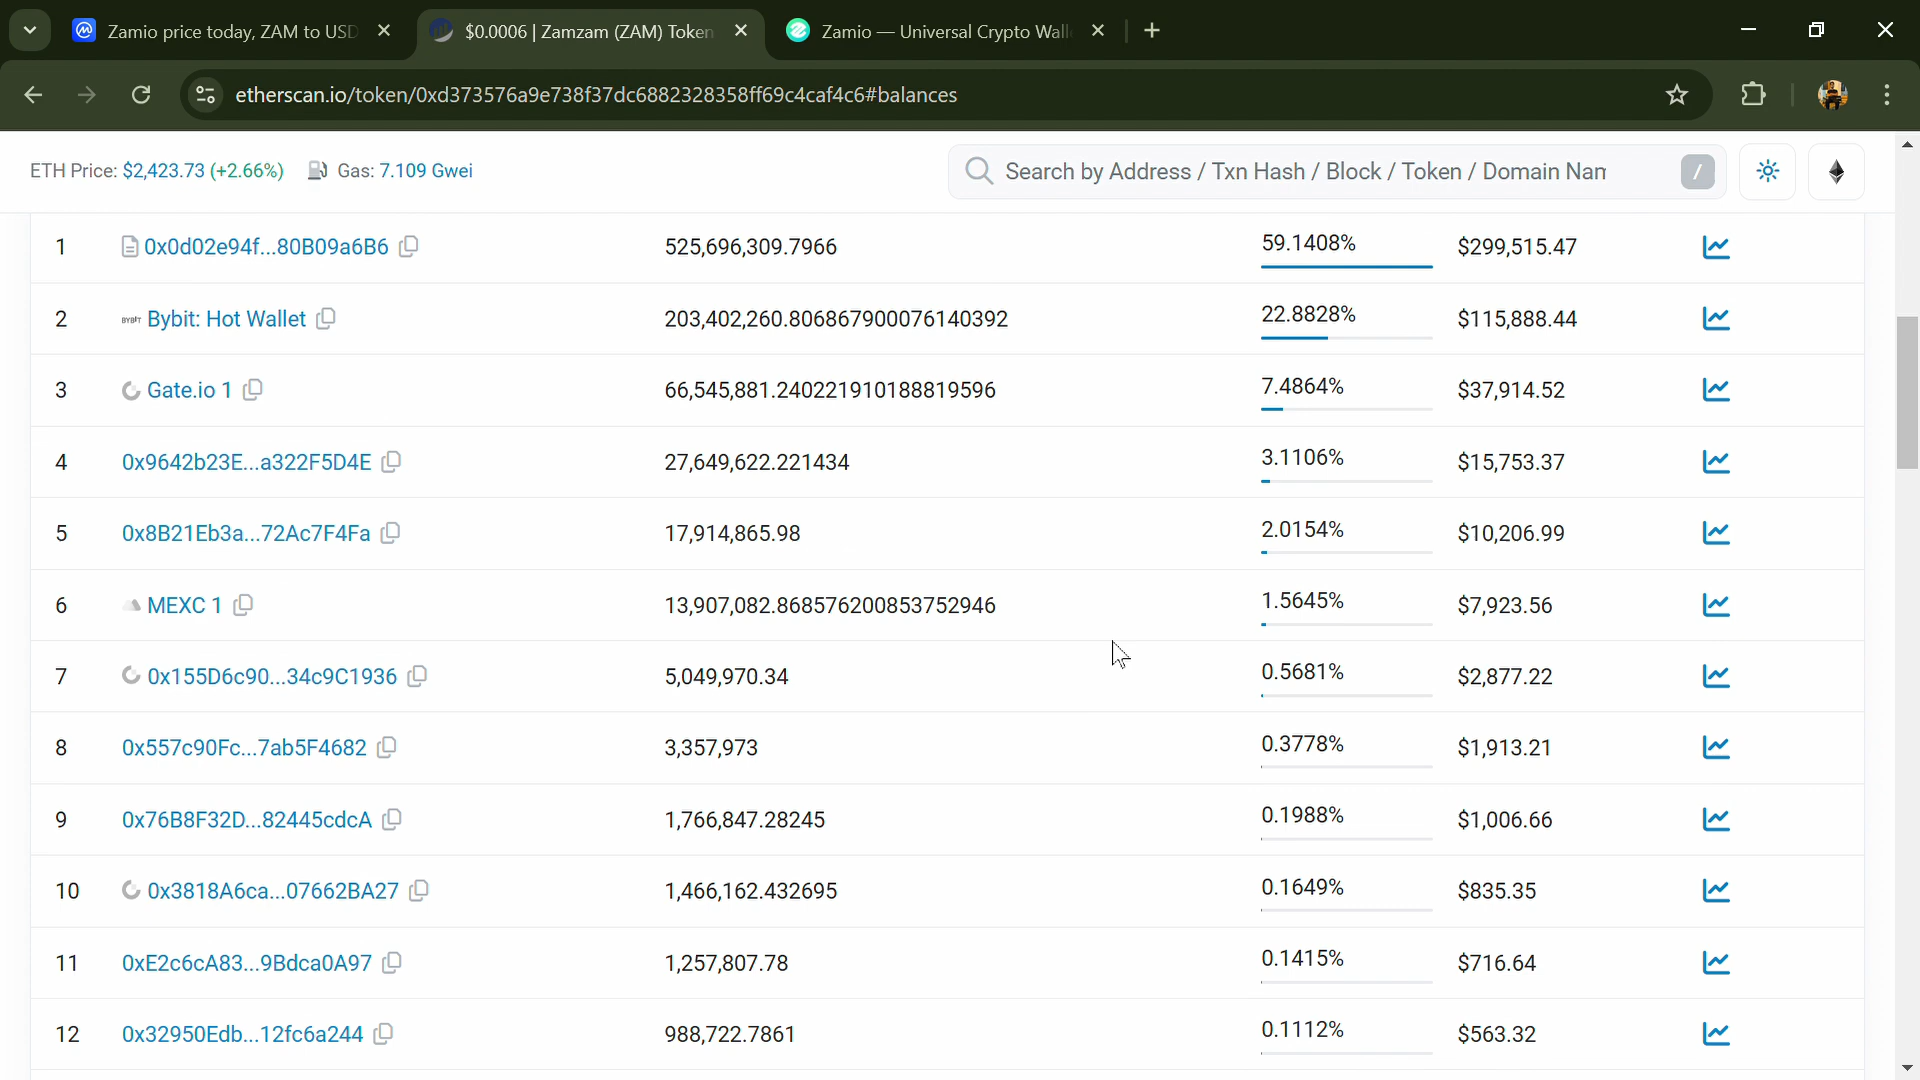 Zamio price today, ZAM to USD
$0.0006 | Zamzam (ZAM) Token
Zamio — Universal Crypto Wall
etherscan.io/token/0xd373576a9e738f37dc6882328358ff69c4caf4c6#balances
ETH Price: $2,423.73 (+2.66%) Gas: 7.109 Gwei
Search by Address / Txn Hash / Block / Token / Domain Nam
/
1 0x0d02e94f...80B09a6B6 525,696,309.7966 59.1408% $299,515.47
2 BYBIT Bybit: Hot Wallet 203,402,260.806867900076140392 22.8828% $115,888.44
3 Gate.io 1 66,545,881.240221910188819596 7.4864% $37,914.52
4 0x9642b23E...a322F5D4E 27,649,622.221434 3.1106% $15,753.37
5 0x8B21Eb3a...72Ac7F4Fa 17,914,865.98 2.0154% $10,206.99
6 MEXC 1 13,907,082.868576200853752946 1.5645% $7,923.56
7 0x155D6c90...34c9C1936 5,049,970.34 0.5681% $2,877.22
8 0x557c90Fc...7ab5F4682 3,357,973 0.3778% $1,913.21
9 0x76B8F32D...82445cdcA 1,766,847.28245 0.1988% $1,006.66
10 0x3818A6ca...07662BA27 1,466,162.432695 0.1649% $835.35
11 0xE2c6cA83...9Bdca0A97 1,257,807.78 0.1415% $716.64
12 0x32950Edb...12fc6a244 988,722.7861 0.1112% $563.32